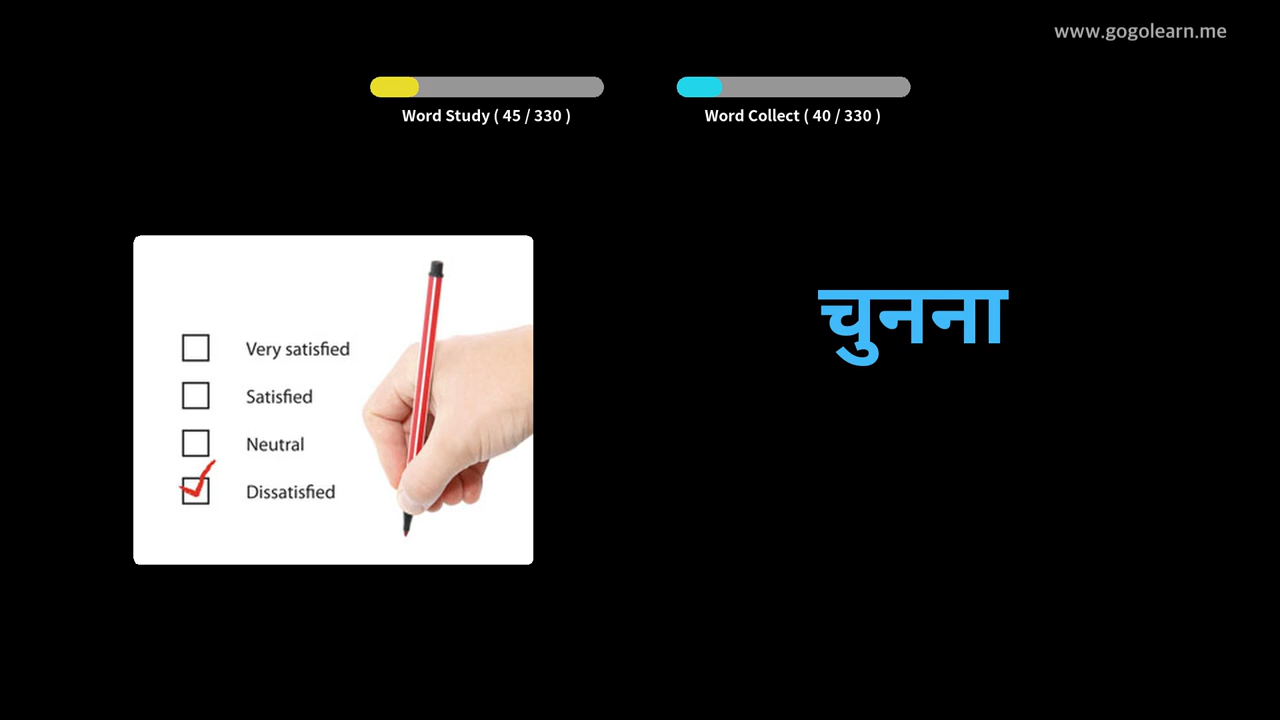 www.gogolearn.me
Word Study ( 45 / 330 )
Word Collect ( 40 / 330 )
Very satisfied
Satisfied
Neutral
Dissatisfied
चुनना